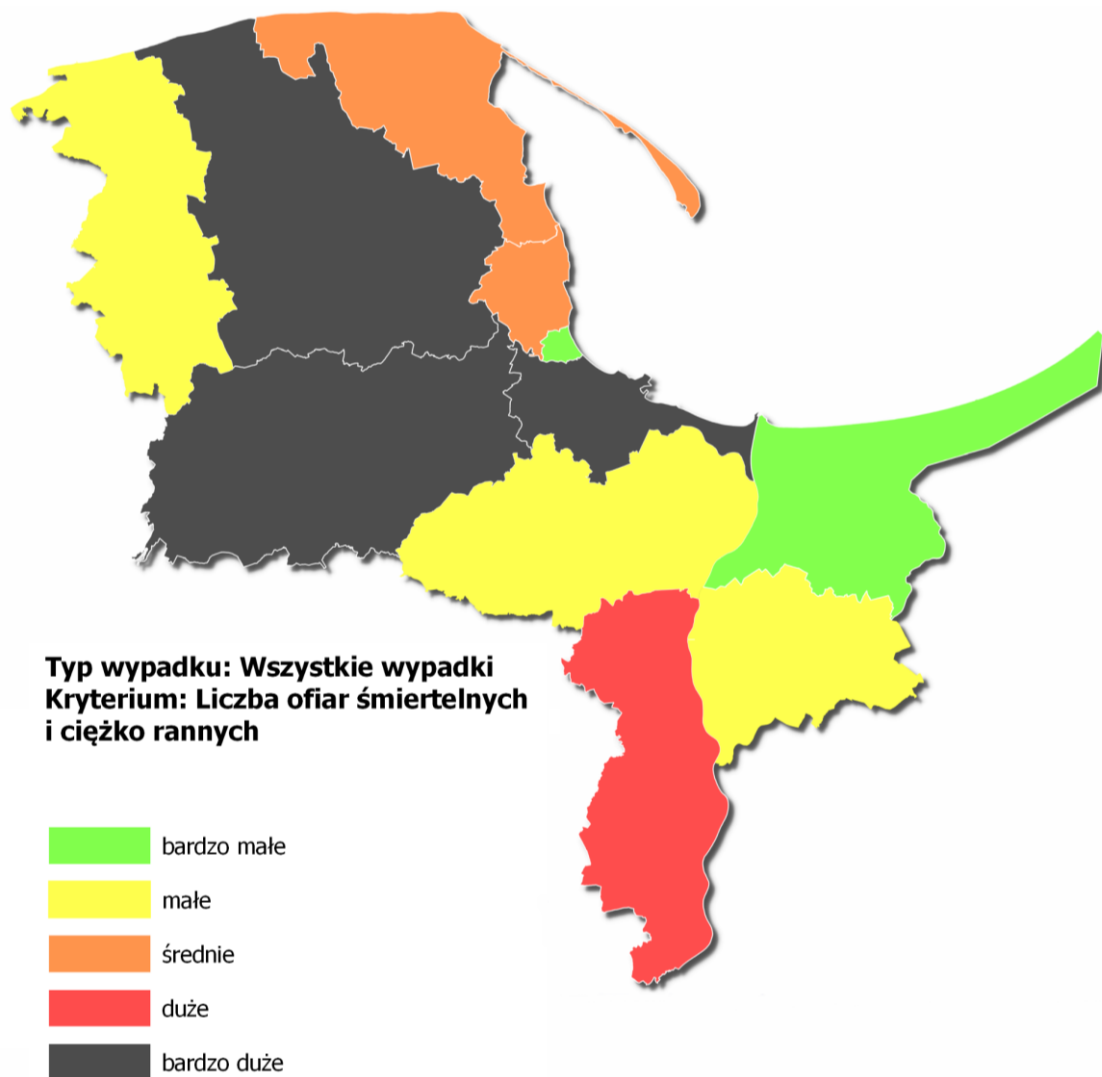 Typ wypadku: Wszystkie wypadki
Kryterium: Liczba ofiar śmiertelnych
i ciężko rannych
bardzo małe
małe
średnie
duże
bardzo duże